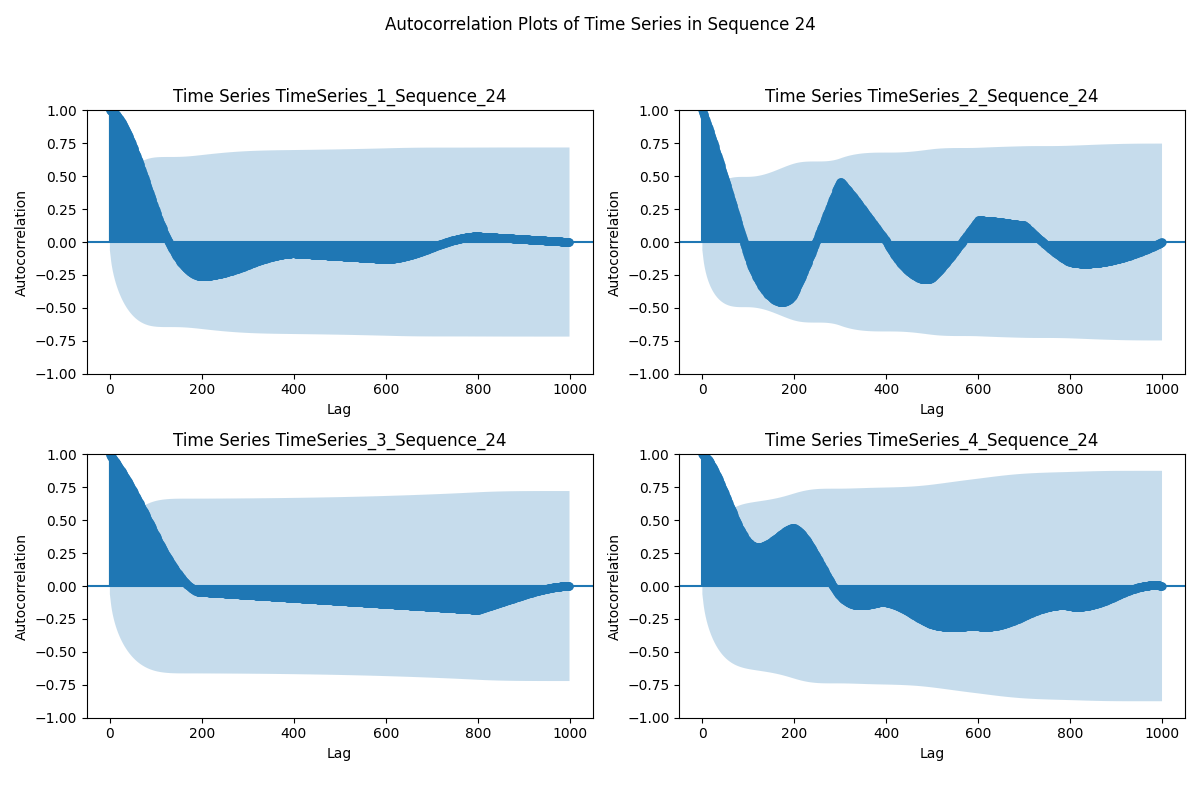 Autocorrelation Plots of Time Series in Sequence 24
Time Series TimeSeries_1_Sequence_24
Autocorrelation
1.00
0.75
0.50
0.25
0.00
−0.25
−0.50
−0.75
−1.00
0 200 400 600 800 1000
Lag
Time Series TimeSeries_2_Sequence_24
Autocorrelation
1.00
0.75
0.50
0.25
0.00
−0.25
−0.50
−0.75
−1.00
0 200 400 600 800 1000
Lag
Time Series TimeSeries_3_Sequence_24
Autocorrelation
1.00
0.75
0.50
0.25
0.00
−0.25
−0.50
−0.75
−1.00
0 200 400 600 800 1000
Lag
Time Series TimeSeries_4_Sequence_24
Autocorrelation
1.00
0.75
0.50
0.25
0.00
−0.25
−0.50
−0.75
−1.00
0 200 400 600 800 1000
Lag